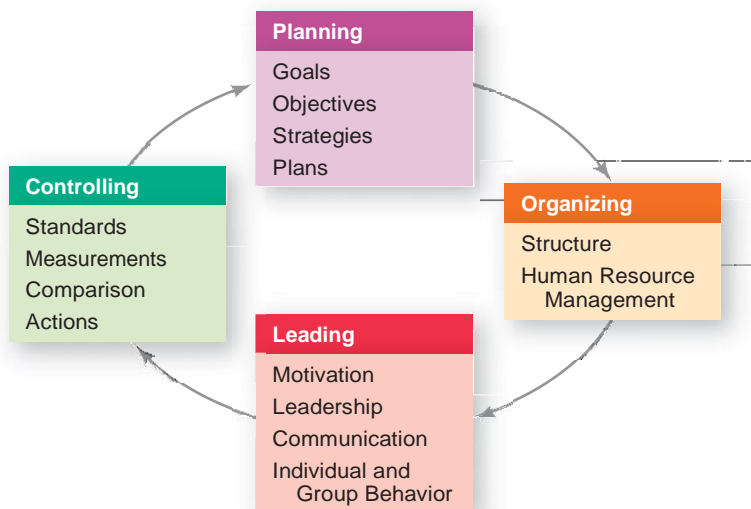 Planning
Goals
Objectives
Strategies
Plans
Controlling
Standards
Measurements
Comparison
Actions
Organizing
Structure
Human Resource
Management
Leading
Motivation
Leadership
Communication
Individual and
Group Behavior